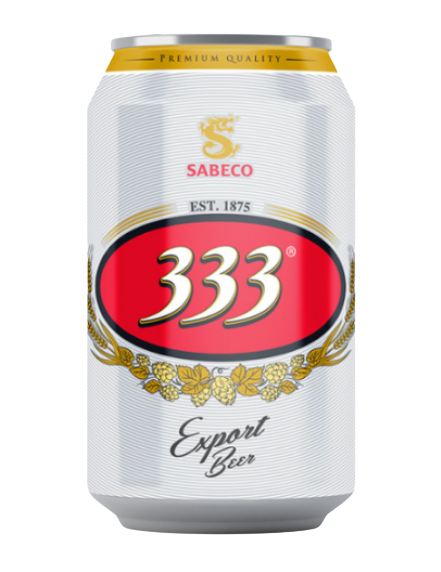 PREMIUM QUALITY
SABECO
EST. 1875
333®
Export
Beer